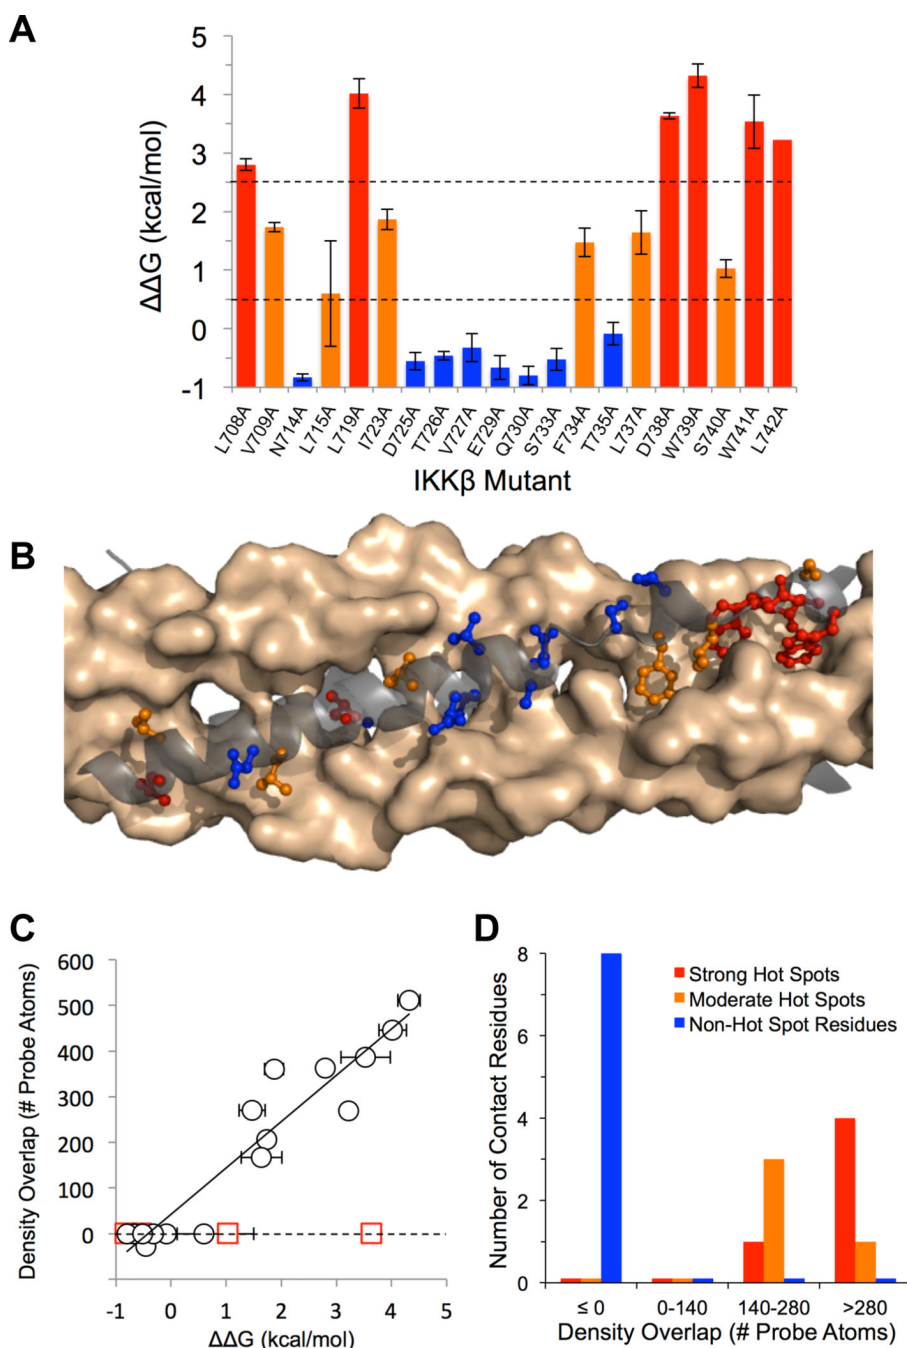 A
ΔΔG (kcal/mol)
5
4
3
2
1
0
-1
L708A
V709A
N714A
L715A
L719A
I723A
D725A
T726A
V727A
E729A
Q730A
S733A
F734A
T735A
L737A
D738A
W739A
S740A
W741A
L742A
IKKβ Mutant
B
C
Density Overlap (# Probe Atoms)
600
500
400
300
200
100
0
-1 0 1 2 3 4 5
ΔΔG (kcal/mol)
D
Number of Contact Residues
8
6
4
2
0
Strong Hot Spots
Moderate Hot Spots
Non-Hot Spot Residues
≤ 0 0-140 140-280 >280
Density Overlap (# Probe Atoms)